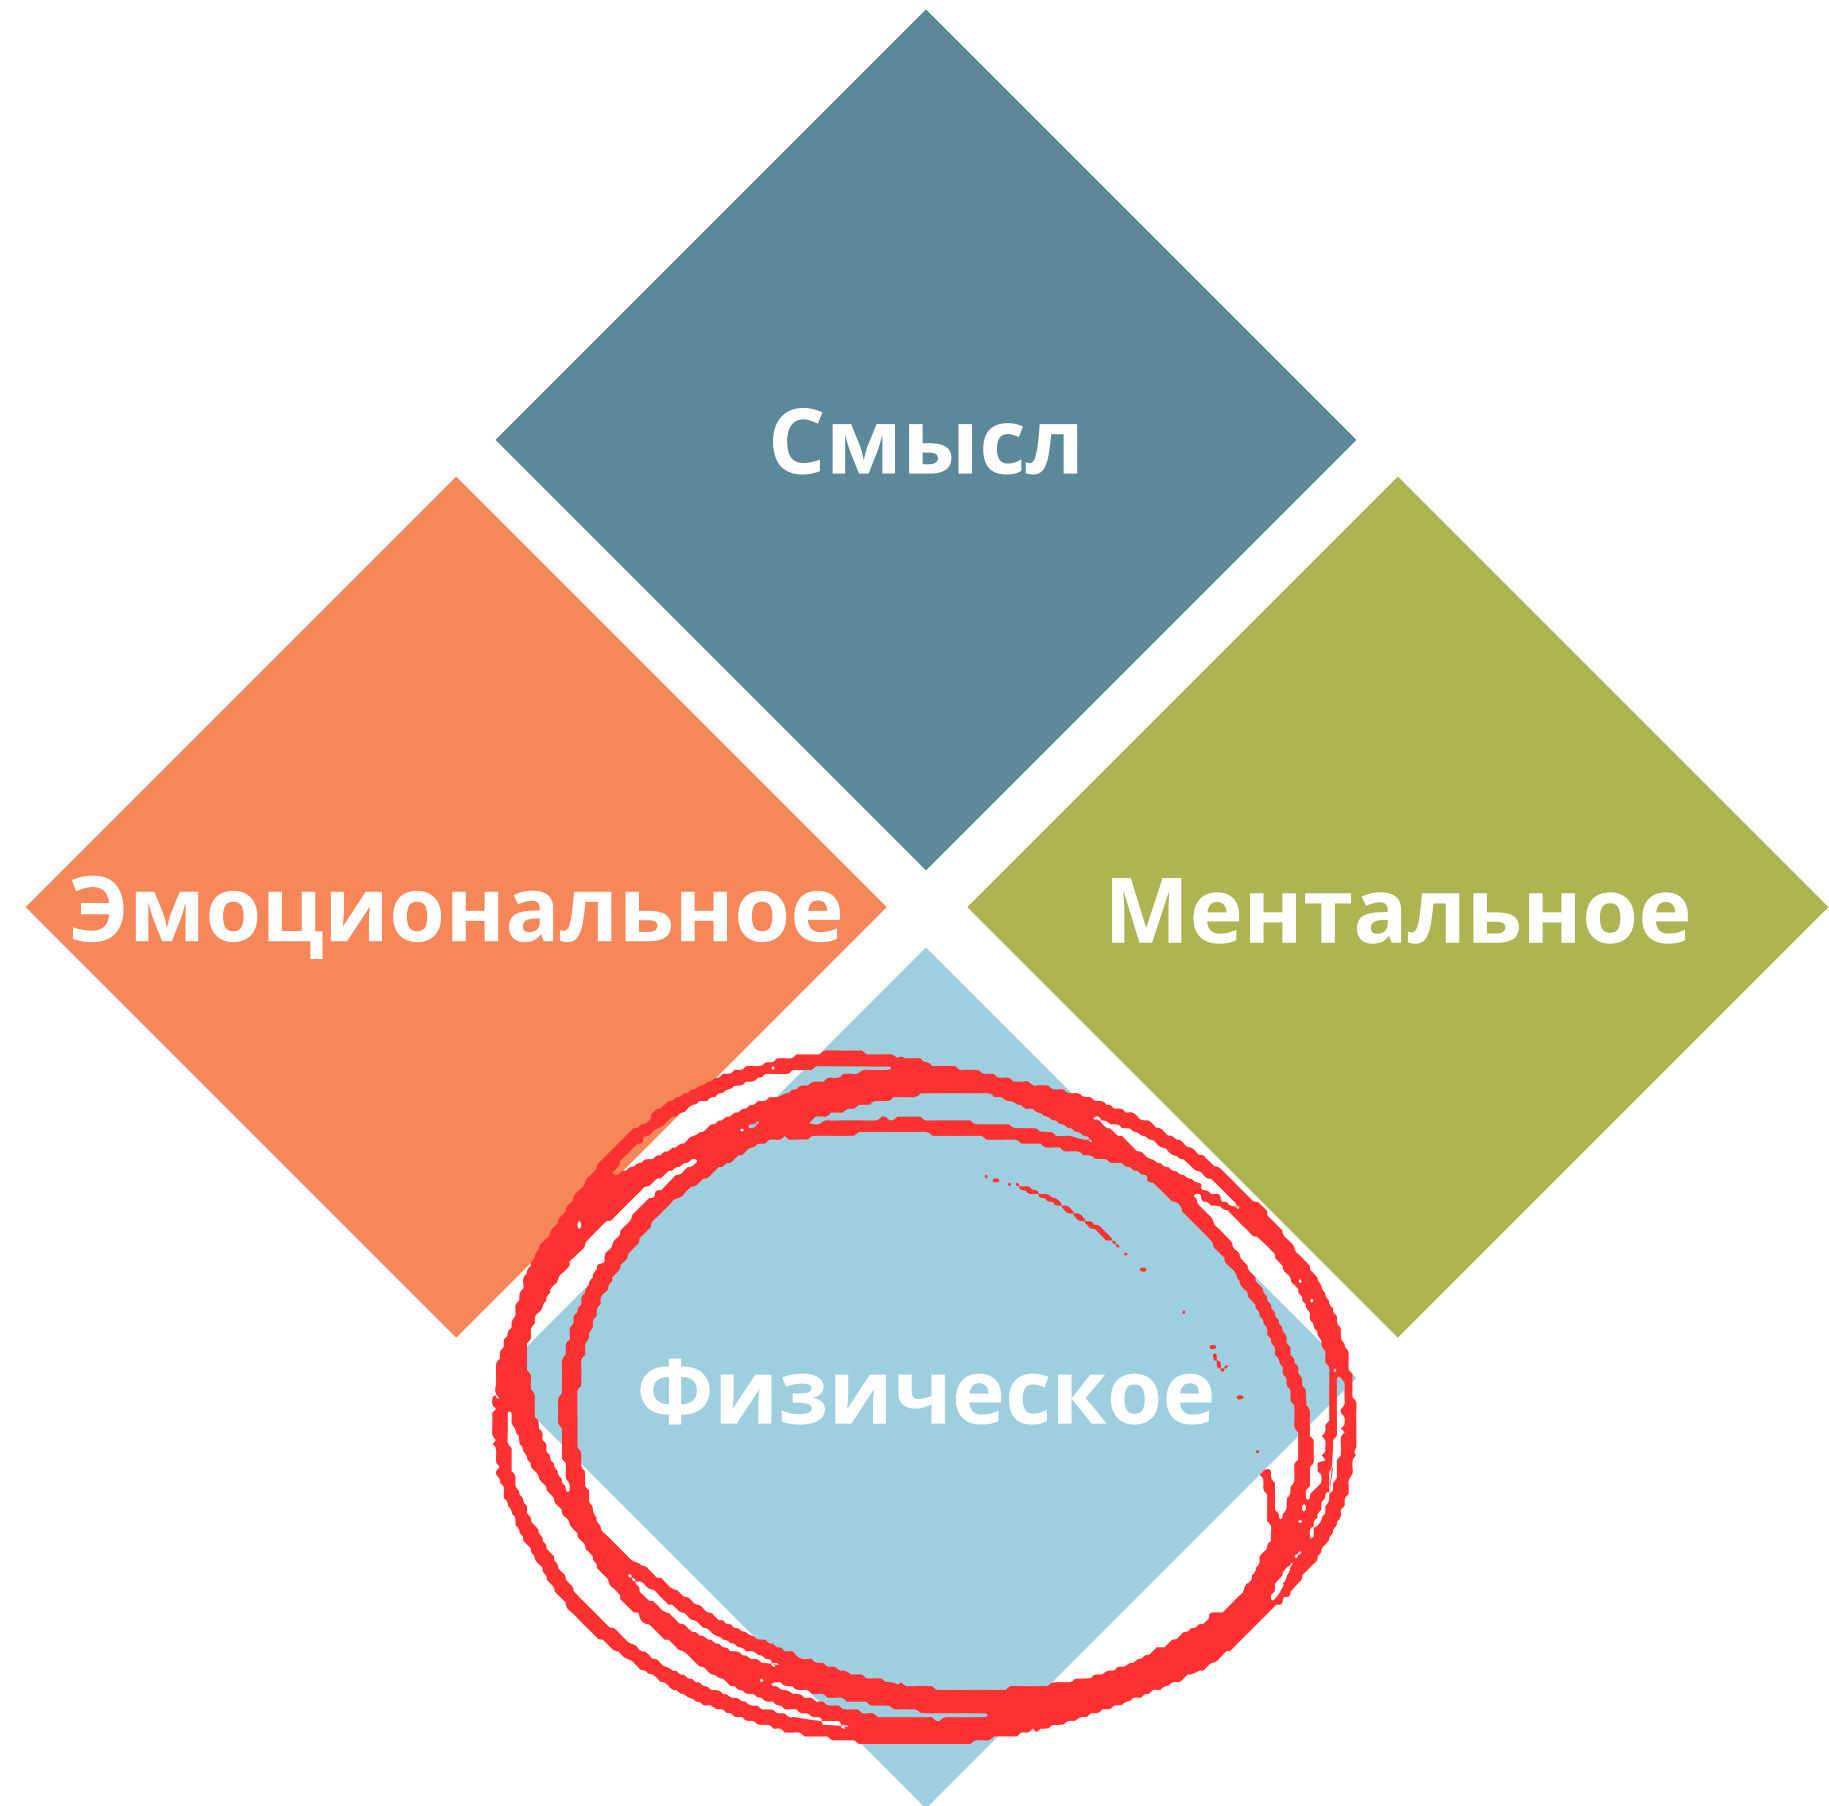 Смысл
Эмоциональное
Ментальное
Физическое